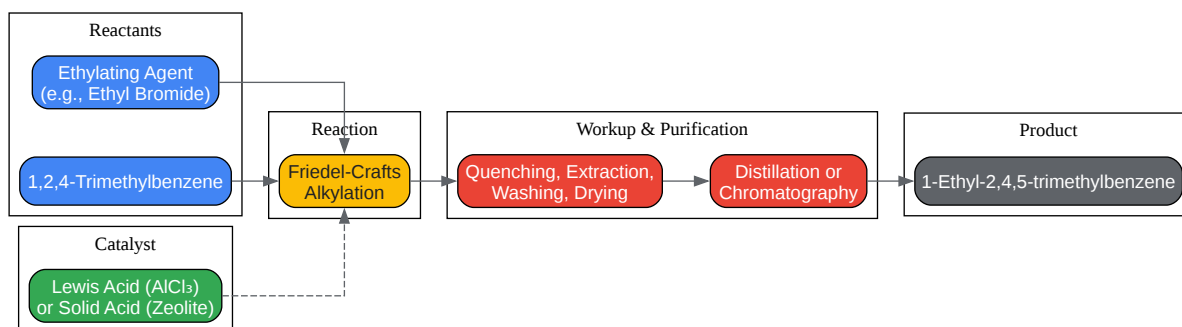 Reactants
Ethylating Agent
(e.g., Ethyl Bromide)
1,2,4-Trimethylbenzene
Catalyst
Lewis Acid (AlCl₃)
or Solid Acid (Zeolite)
Reaction
Friedel-Crafts
Alkylation
Workup & Purification
Quenching, Extraction,
Washing, Drying
Distillation or
Chromatography
Product
1-Ethyl-2,4,5-trimethylbenzene